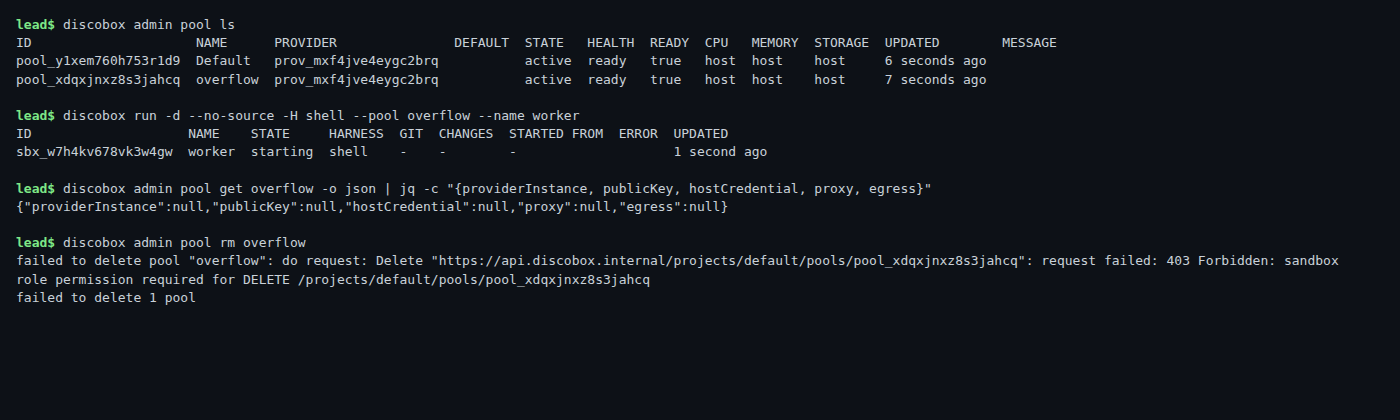 lead$ discobox admin pool ls
ID                     NAME      PROVIDER               DEFAULT  STATE   HEALTH  READY  CPU   MEMORY  STORAGE  UPDATED        MESSAGE
pool_y1xem760h753r1d9  Default   prov_mxf4jve4eygc2brq           active  ready   true   host  host    host     6 seconds ago
pool_xdqxjnxz8s3jahcq  overflow  prov_mxf4jve4eygc2brq           active  ready   true   host  host    host     7 seconds ago
lead$ discobox run -d --no-source -H shell --pool overflow --name worker
ID                    NAME    STATE     HARNESS  GIT  CHANGES  STARTED FROM  ERROR  UPDATED
sbx_w7h4kv678vk3w4gw  worker  starting  shell    -    -        -                    1 second ago
lead$ discobox admin pool get overflow -o json | jq -c "{providerInstance, publicKey, hostCredential, proxy, egress}"
{"providerInstance":null,"publicKey":null,"hostCredential":null,"proxy":null,"egress":null}
lead$ discobox admin pool rm overflow
failed to delete pool "overflow": do request: Delete "https://api.discobox.internal/projects/default/pools/pool_xdqxjnxz8s3jahcq": request failed: 403 Forbidden: sandbox
role permission required for DELETE /projects/default/pools/pool_xdqxjnxz8s3jahcq
failed to delete 1 pool